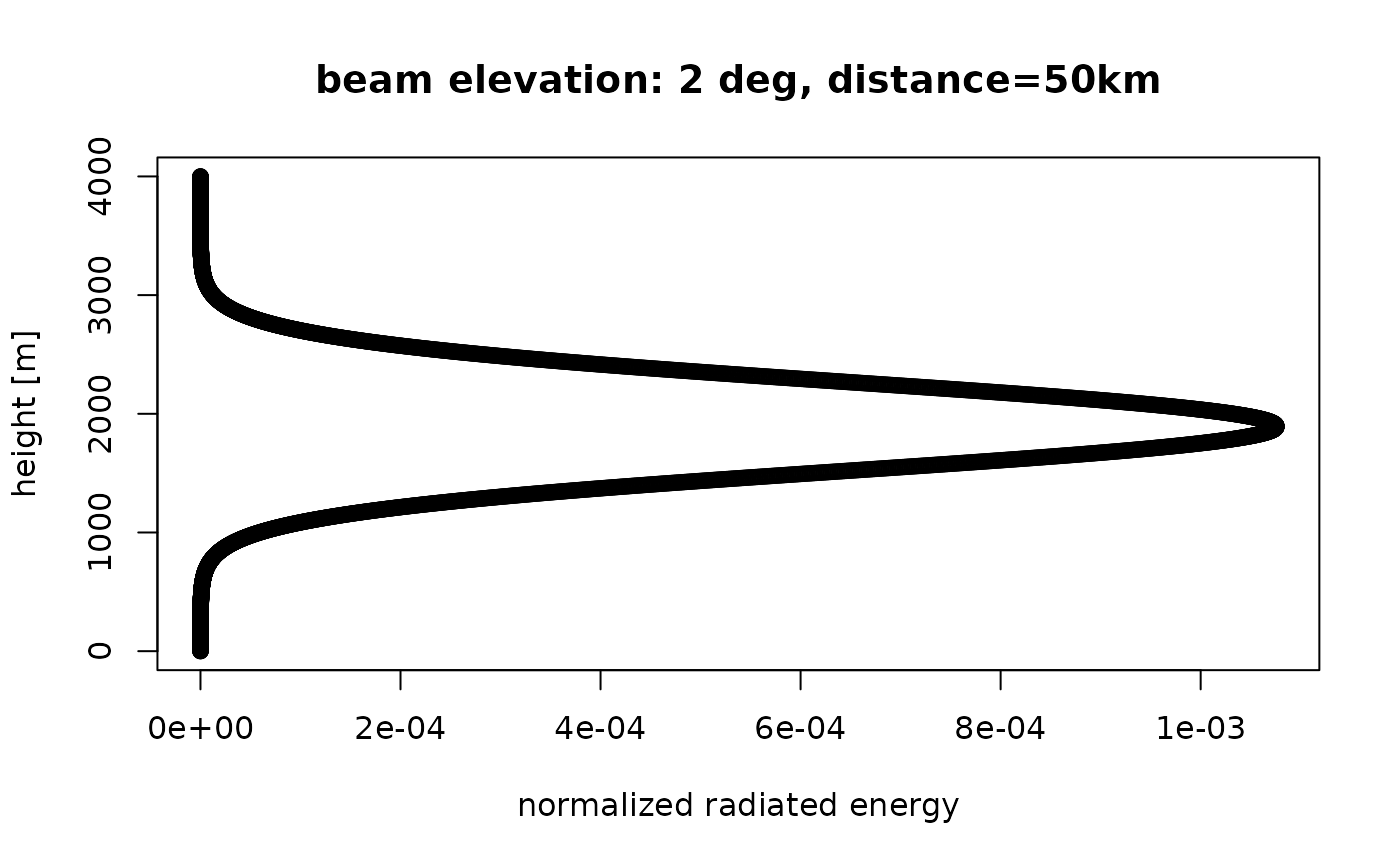 beam elevation: 2 deg, distance=50km
height [m]
4000
3000
2000
1000
0
0e+00 2e-04 4e-04 6e-04 8e-04 1e-03
normalized radiated energy